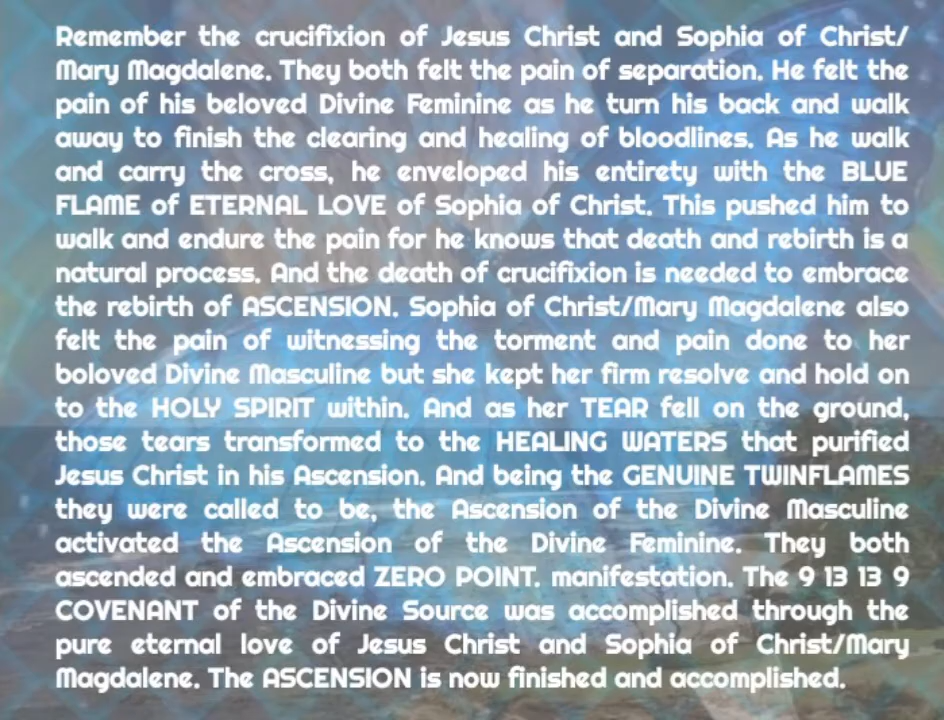 Remember the crucifixion of Jesus Christ and Sophia of Christ/
Mary Magdalene. They both felt the pain of separation. He felt the
pain of his beloved Divine Feminine as he turn his back and walk
away to finish the clearing and healing of bloodlines. As he walk
and carry the cross, he enveloped his entirety with the BLUE
FLAME of ETERNAL LOVE of Sophia of Christ. This pushed him to
walk and endure the pain for he knows that death and rebirth is a
natural process. And the death of crucifixion is needed to embrace
the rebirth of ASCENSION. Sophia of Christ/Mary Magdalene also
felt the pain of witnessing the torment and pain done to her
boloved Divine Masculine but she kept her firm resolve and hold on
to the HOLY SPIRIT within. And as her TEAR fell on the ground,
those tears transformed to the HEALING WATERS that purified
Jesus Christ in his Ascension. And being the GENUINE TWINFLAMES
they were called to be, the Ascension of the Divine Masculine
activated the Ascension of the Divine Feminine. They both
ascended and embraced ZERO POINT. manifestation. The 9 13 13 9
COVENANT of the Divine Source was accomplished through the
pure eternal love of Jesus Christ and Sophia of Christ/Mary
Magdalene. The ASCENSION is now finished and accomplished.